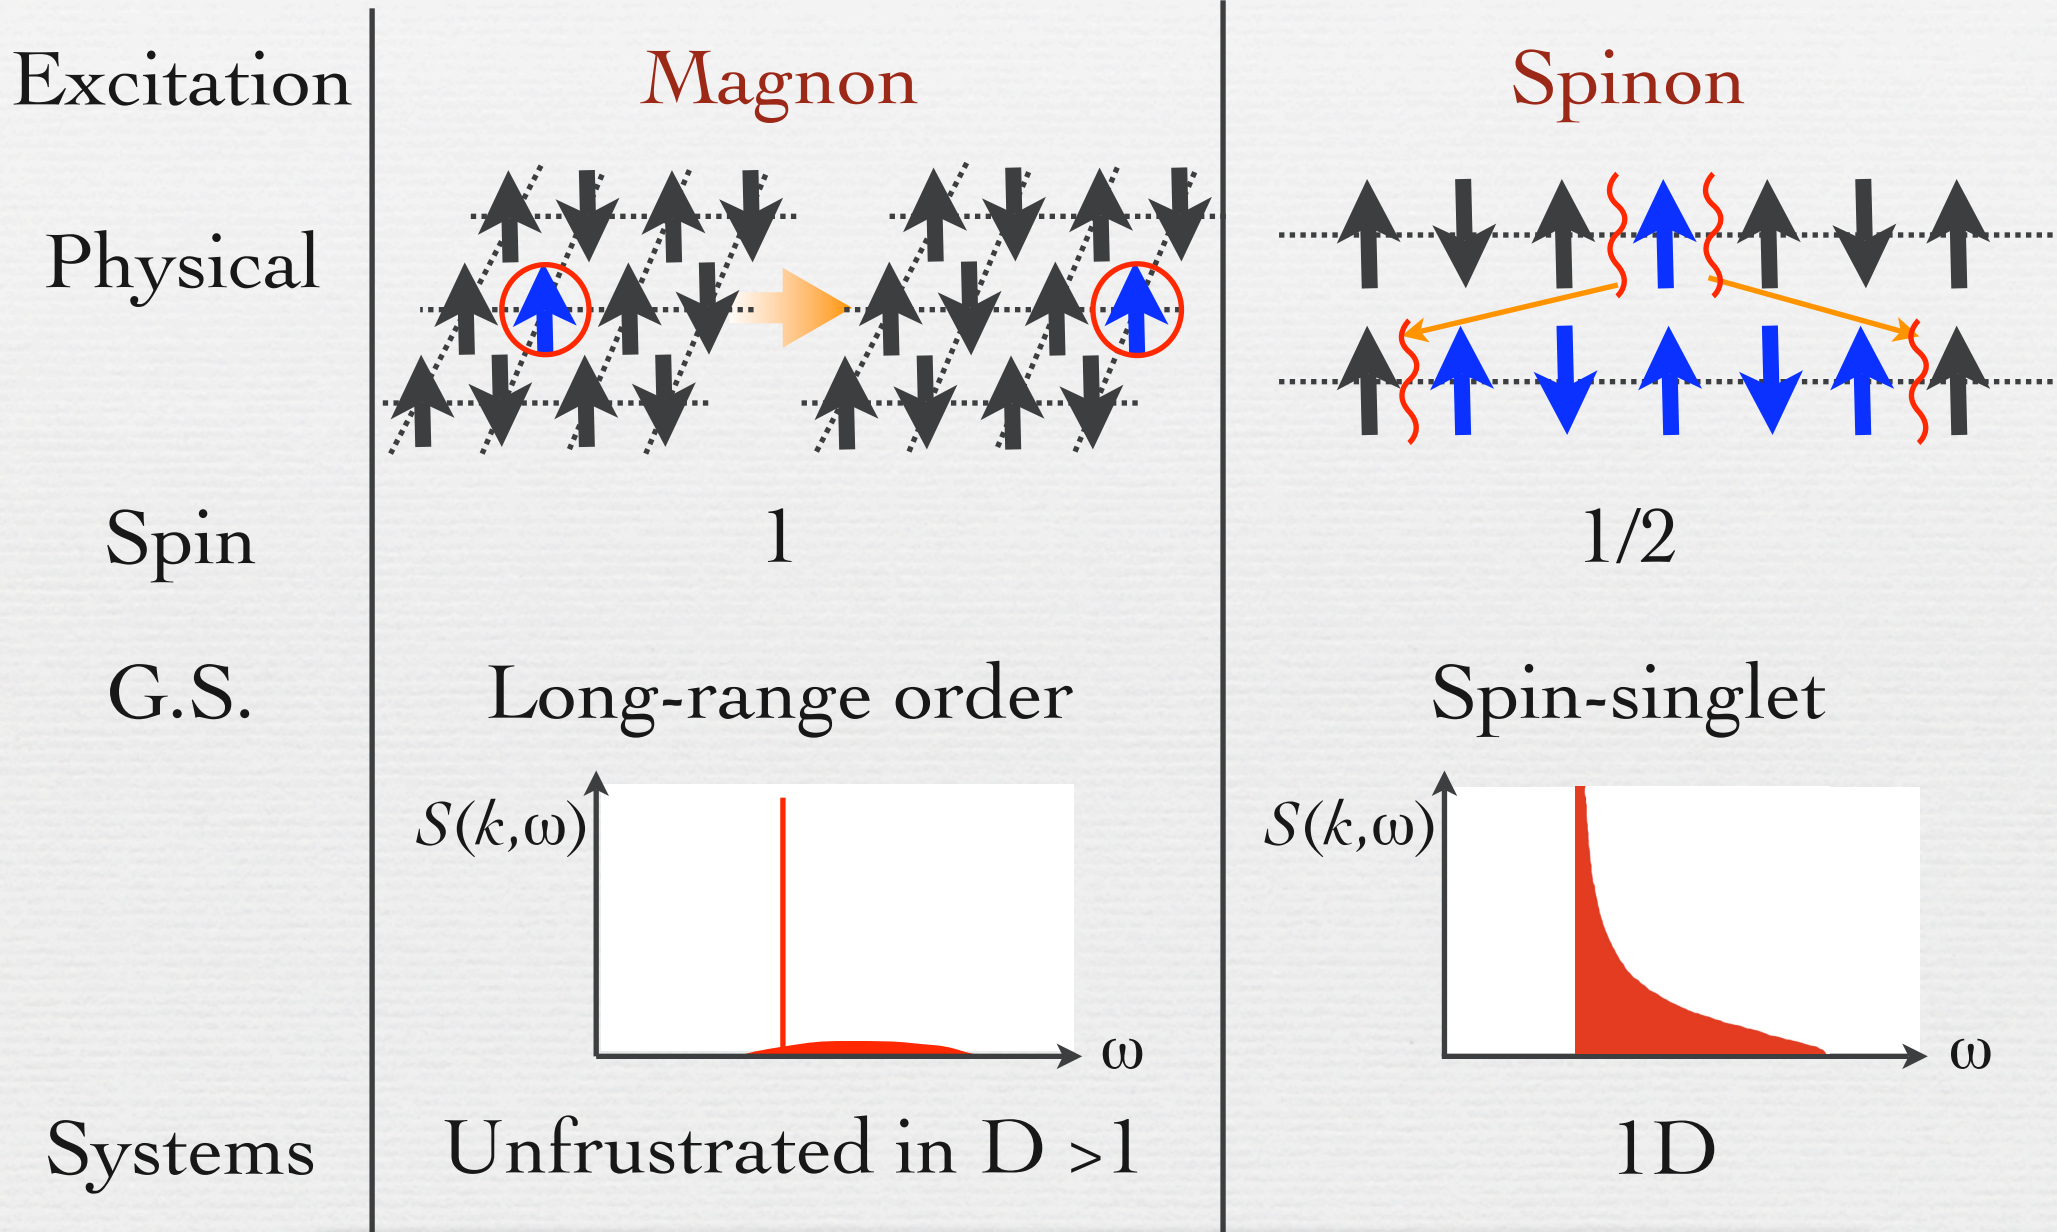 Excitation Magnon Spinon
Physical
Spin 1 1/2
G.S. Long-range order Spin-singlet
S(k,ω) S(k,ω)
ω ω
Systems Unfrustrated in D >1 1D